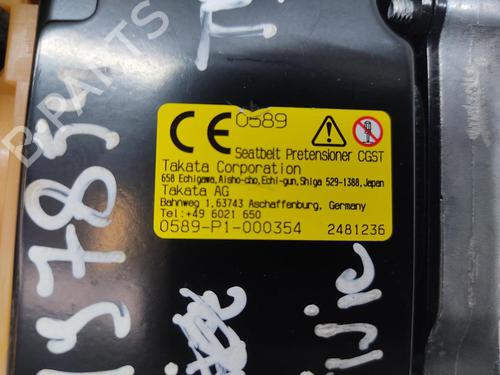 CE 0589
Seatbelt Pretensioner CGST
Takata Corporation
658 Echigawa,Aisho-cho,Echi-gun,Shiga 529-1388,Japan
Takata AG
Bahnweg 1,63743 Aschaffenburg, Germany
Tel:+49 6021 650
0589-P1-000354 2481236
B-PARTS